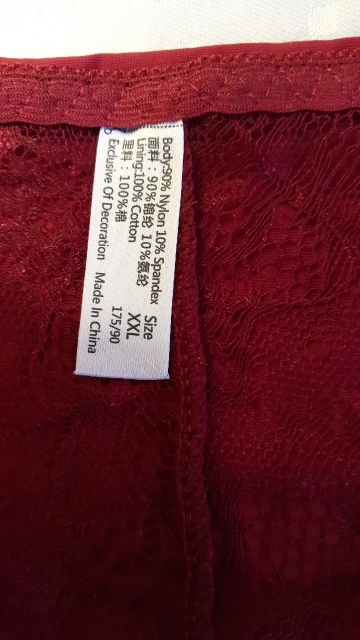 Body:90% Nylon 10% Spandex
面料：90%锦纶 10%氨纶
Lining:100% Cotton
里料：100%棉
Exclusive Of Decoration Made In China
Size
XXL
175/90